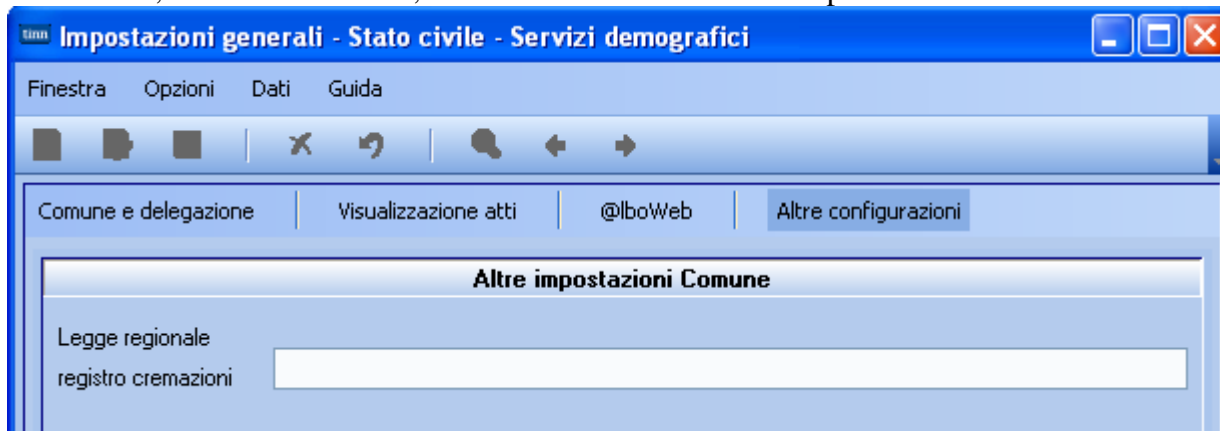 tinn Impostazioni generali - Stato civile - Servizi demografici
Finestra Opzioni Dati Guida
Comune e delegazione Visualizzazione atti @lboWeb Altre configurazioni
Altre impostazioni Comune
Legge regionale
registro cremazioni